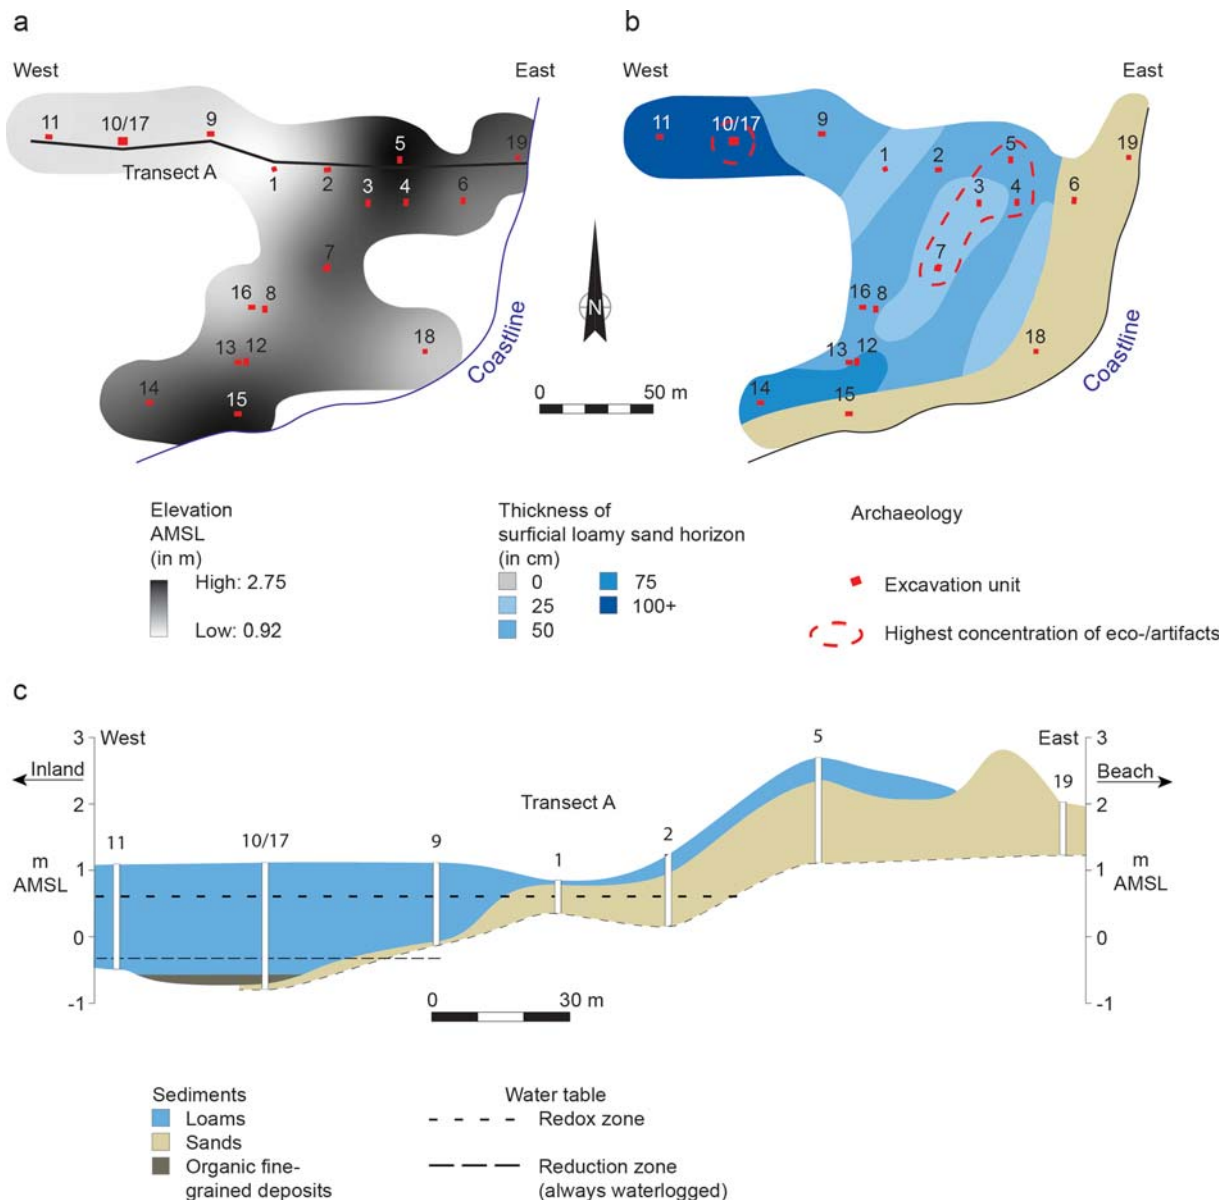 a
West
East
11
10/17
9
5
19
Transect A
1
2
3
4
6
7
16
8
18
13
12
14
15
Coastline
N
0
50 m
b
West
East
11
10/17
9
5
19
1
2
3
4
6
7
16
8
18
13
12
14
15
Coastline
Elevation
AMSL
(in m)
High: 2.75
Low: 0.92
Thickness of
surficial loamy sand horizon
(in cm)
0
25
50
75
100+
Archaeology
Excavation unit
Highest concentration of eco-/artifacts
c
3
West
Inland
2
11
10/17
9
1
m
AMSL
0
-1
Transect A
1
2
5
East
3
Beach
19
2
1
m
AMSL
0
-1
0
30 m
Sediments
Loams
Sands
Organic fine-
grained deposits
Water table
Redox zone
Reduction zone
(always waterlogged)